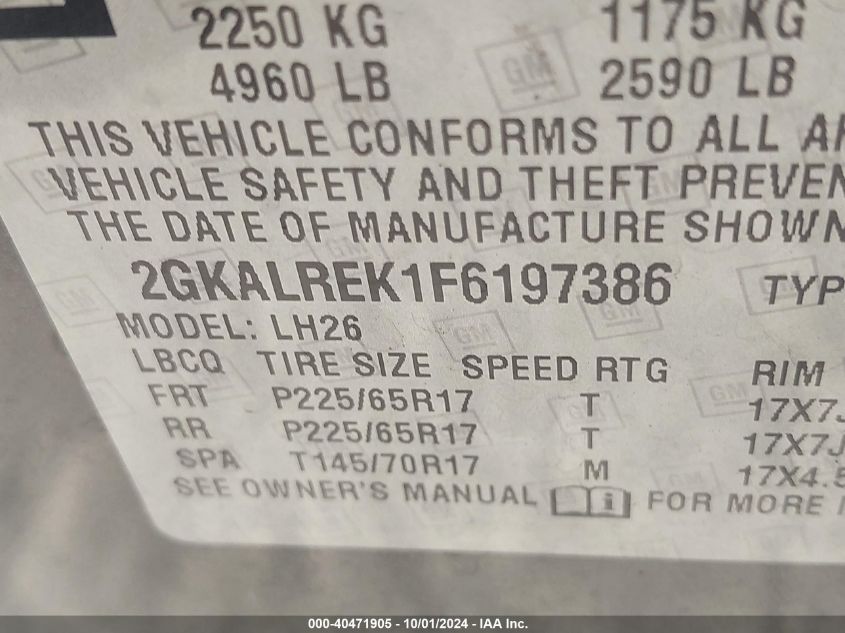 2250 KG 1175 KG
4960 LB 2590 LB
THIS VEHICLE CONFORMS TO ALL
VEHICLE SAFETY AND THEFT PREVEN
THE DATE OF MANUFACTURE SHOWN
2GKALREK1F6197386 TYP
MODEL: LH26
LBCQ TIRE SIZE SPEED RTG RIM
FRT P225/65R17 T 17X7J
RR P225/65R17 T 17X7J
SPA T145/70R17 M 17X4.5
SEE OWNER'S MANUAL i FOR MORE
000-40471905 - 10/01/2024 - IAA Inc.